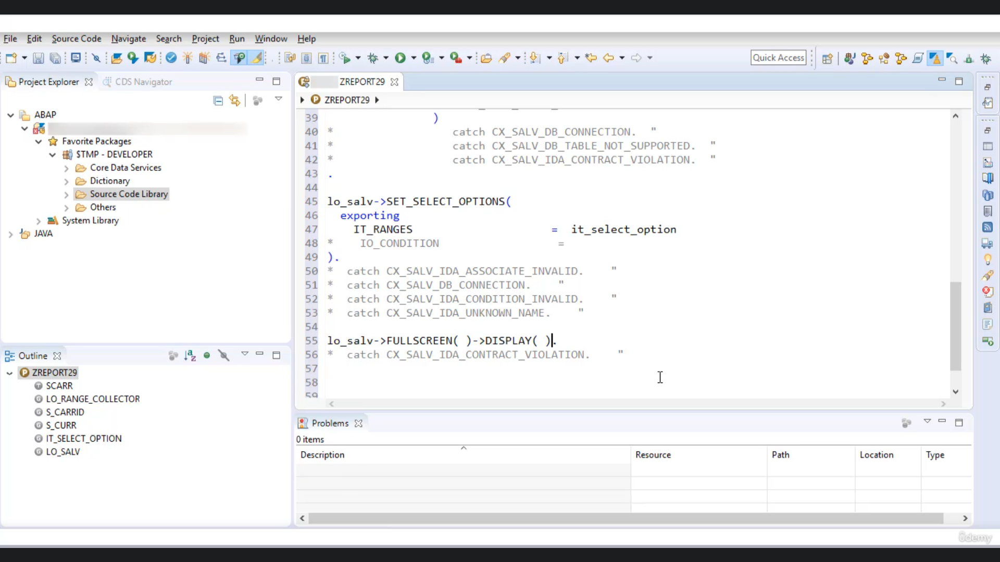 File Edit Source Code Navigate Search Project Run Window Help
Quick Access
Project Explorer CDS Navigator
ABAP
Favorite Packages
$TMP - DEVELOPER
Core Data Services
Dictionary
Source Code Library
Others
System Library
JAVA
Outline
ZREPORT29
SCARR
LO_RANGE_COLLECTOR
S_CARRID
S_CURR
IT_SELECT_OPTION
LO_SALV
ZREPORT29
ZREPORT29
39 )
40 * catch CX_SALV_DB_CONNECTION. "
41 * catch CX_SALV_DB_TABLE_NOT_SUPPORTED. "
42 * catch CX_SALV_IDA_CONTRACT_VIOLATION. "
43 .
44
45 lo_salv->SET_SELECT_OPTIONS(
46 exporting
47 IT_RANGES = it_select_option
48 * IO_CONDITION =
49 ).
50 * catch CX_SALV_IDA_ASSOCIATE_INVALID. "
51 * catch CX_SALV_DB_CONNECTION. "
52 * catch CX_SALV_IDA_CONDITION_INVALID. "
53 * catch CX_SALV_IDA_UNKNOWN_NAME. "
54
55 lo_salv->FULLSCREEN( )->DISPLAY( ).
56 * catch CX_SALV_IDA_CONTRACT_VIOLATION. "
57
58
59
Problems
0 items
Description Resource Path Location Type
ûdemy